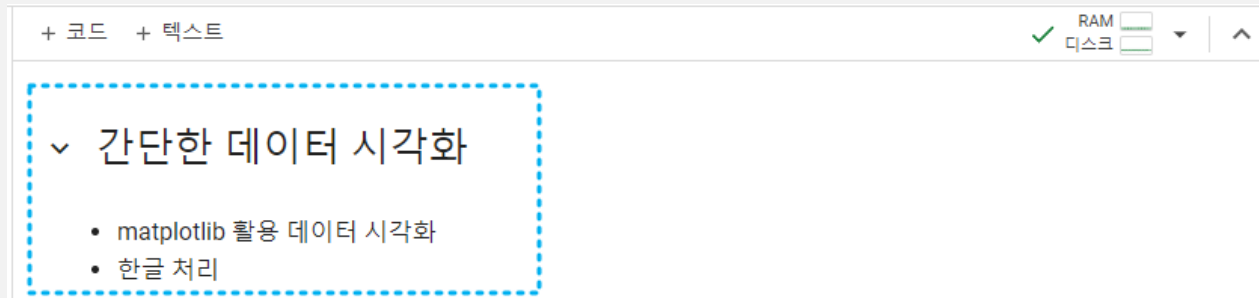 + 코드 + 텍스트
RAM
디스크
간단한 데이터 시각화
• matplotlib 활용 데이터 시각화
• 한글 처리